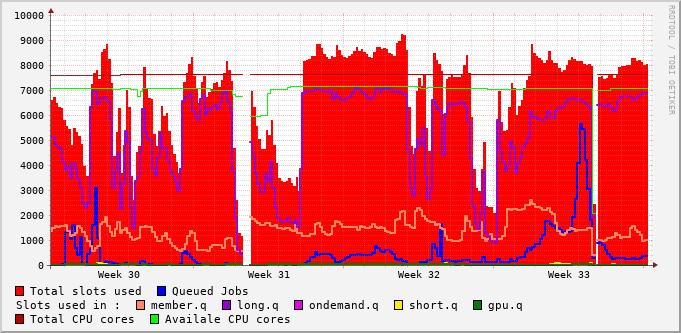 10000
9000
8000
7000
6000
5000
4000
3000
2000
1000
0
Week 30 Week 31 Week 32 Week 33
RRDTOOL / TOBI OETIKER
Total slots used Queued Jobs
Slots used in : member.q long.q ondemand.q short.q gpu.q
Total CPU cores Availale CPU cores